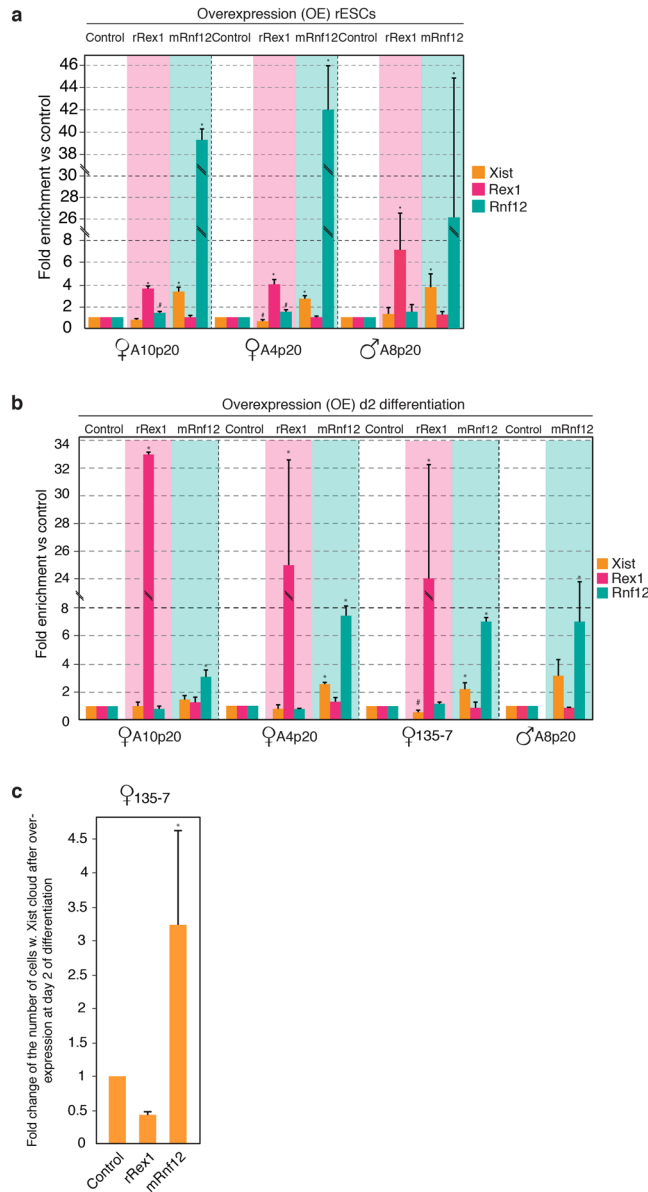 a
Overexpression (OE) rESCs
Control rRex1 mRnf12 Control rRex1 mRnf12 Control rRex1 mRnf12
Fold enrichment vs control
46
44
42
40
38
30
26
8
6
4
2
0
* * # * * # * # * * * * *
Xist
Rex1
Rnf12
♀A10p20 ♀A4p20 ♂A8p20
b
Overexpression (OE) d2 differentiation
Control rRex1 mRnf12 Control rRex1 mRnf12 Control rRex1 mRnf12 Control mRnf12
Fold enrichment vs control
34
32
30
28
26
24
8
6
4
2
0
* * * * * # * * * *
Xist
Rex1
Rnf12
♀A10p20 ♀A4p20 ♀135-7 ♂A8p20
c
♀135-7
Fold change of the number of cells w. Xist cloud after over-
expression at day 2 of differentiation
4.5
4
3.5
3
2.5
2
1.5
1
0.5
0
*
Control rRex1 mRnf12